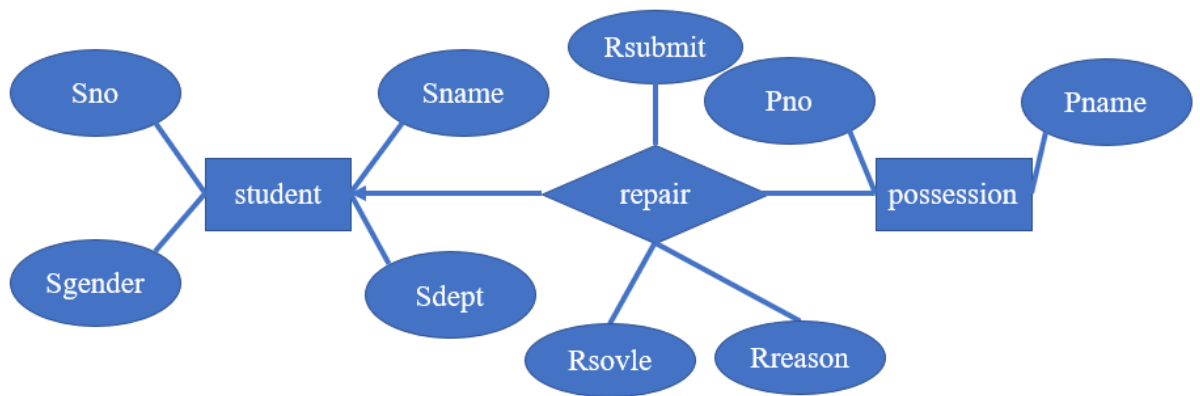 Rsubmit
Sno
Sname
Pno
Pname
student
repair
possession
Sgender
Sdept
Rsovle
Rreason